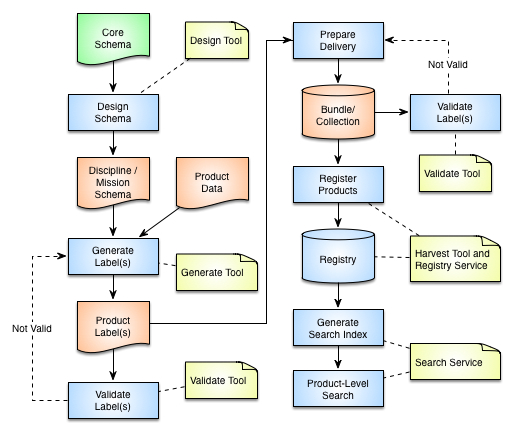 Core
Schema
Design Tool
Design
Schema
Discipline /
Mission
Schema
Product
Data
Generate
Label(s)
Generate Tool
Not Valid
Product
Label(s)
Validate
Label(s)
Validate Tool
Prepare
Delivery
Not Valid
Bundle/
Collection
Validate
Label(s)
Validate Tool
Register
Products
Registry
Harvest Tool and
Registry Service
Generate
Search Index
Search Service
Product-Level
Search